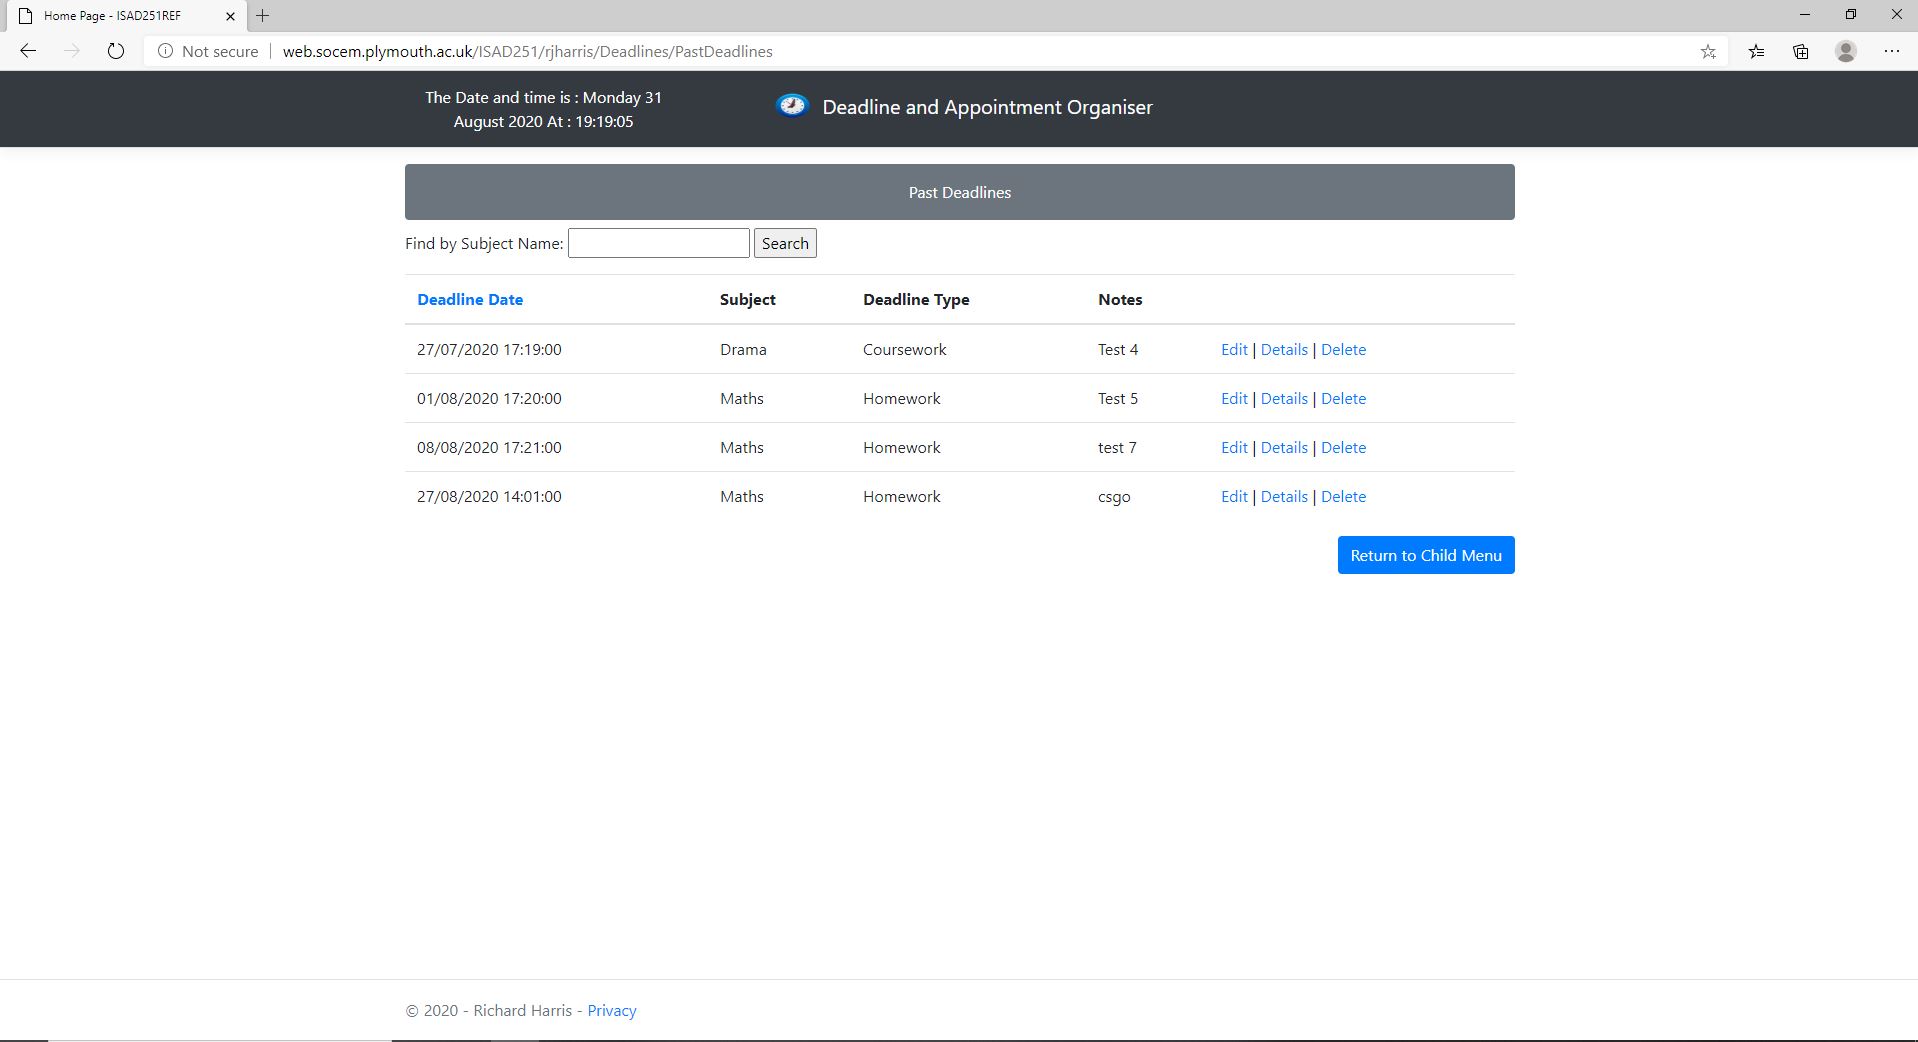 Home Page - ISAD251REF
Not secure | web.socem.plymouth.ac.uk/ISAD251/rjharris/Deadlines/PastDeadlines
The Date and time is : Monday 31
August 2020 At : 19:19:05
Deadline and Appointment Organiser
Past Deadlines
Find by Subject Name: Search
Deadline Date Subject Deadline Type Notes
27/07/2020 17:19:00 Drama Coursework Test 4 Edit | Details | Delete
01/08/2020 17:20:00 Maths Homework Test 5 Edit | Details | Delete
08/08/2020 17:21:00 Maths Homework test 7 Edit | Details | Delete
27/08/2020 14:01:00 Maths Homework csgo Edit | Details | Delete
Return to Child Menu
© 2020 - Richard Harris - Privacy